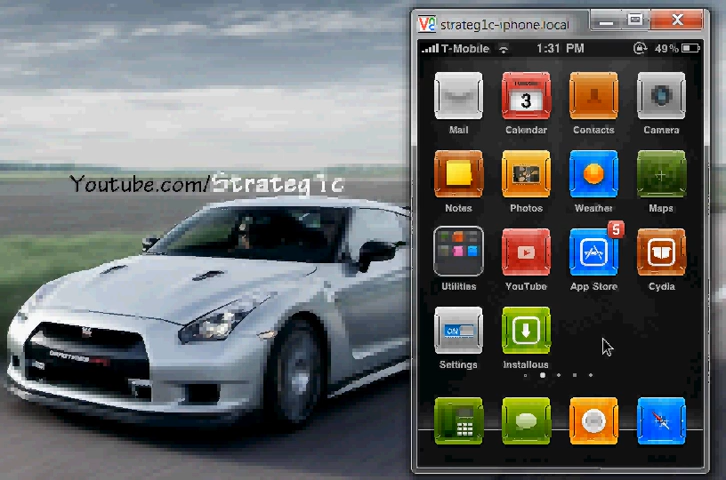 strateg1c-iphone.local
T-Mobile 1:31 PM 49%
3
Mail Calendar Contacts Camera
Notes Photos Weather Maps
5
Utilities YouTube App Store Cydia
ON
Settings Installous
Youtube.com/Strateg1c